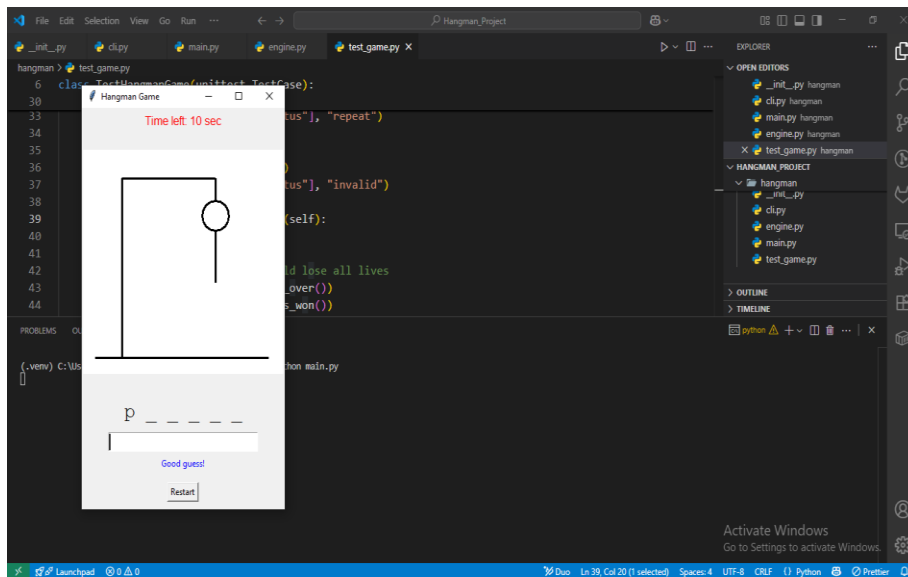 File Edit Selection View Go Run ··· Hangman_Project
__init__.py cli.py main.py engine.py test_game.py
hangman > test_game.py
6 class TestHangmanGame(unittest.TestCase):
30
33 tus"], "repeat")
34
35
36 )
37 tus"], "invalid")
38
39 (self):
40
41
42 ld lose all lives
43 _over())
44 s_won())
Hangman Game
Time left: 10 sec
p _ _ _ _ _
Good guess!
Restart
EXPLORER
OPEN EDITORS
__init__.py hangman
cli.py hangman
main.py hangman
engine.py hangman
test_game.py hangman
HANGMAN_PROJECT
hangman
__init__.py
cli.py
engine.py
main.py
test_game.py
OUTLINE
TIMELINE
PROBLEMS OU python
(.venv) C:\Us hon main.py
Activate Windows
Go to Settings to activate Windows.
Launchpad 0 0 Duo Ln 39, Col 20 (1 selected) Spaces: 4 UTF-8 CRLF {} Python Prettier